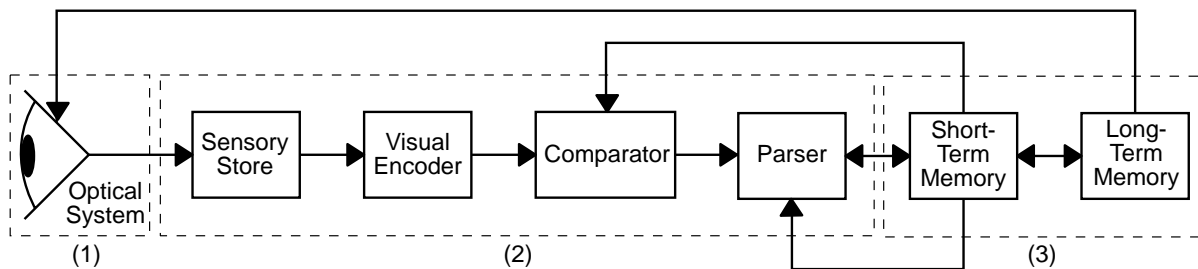 Optical
System
Sensory
Store
Visual
Encoder
Comparator
Parser
Short-
Term
Memory
Long-
Term
Memory
(1)
(2)
(3)